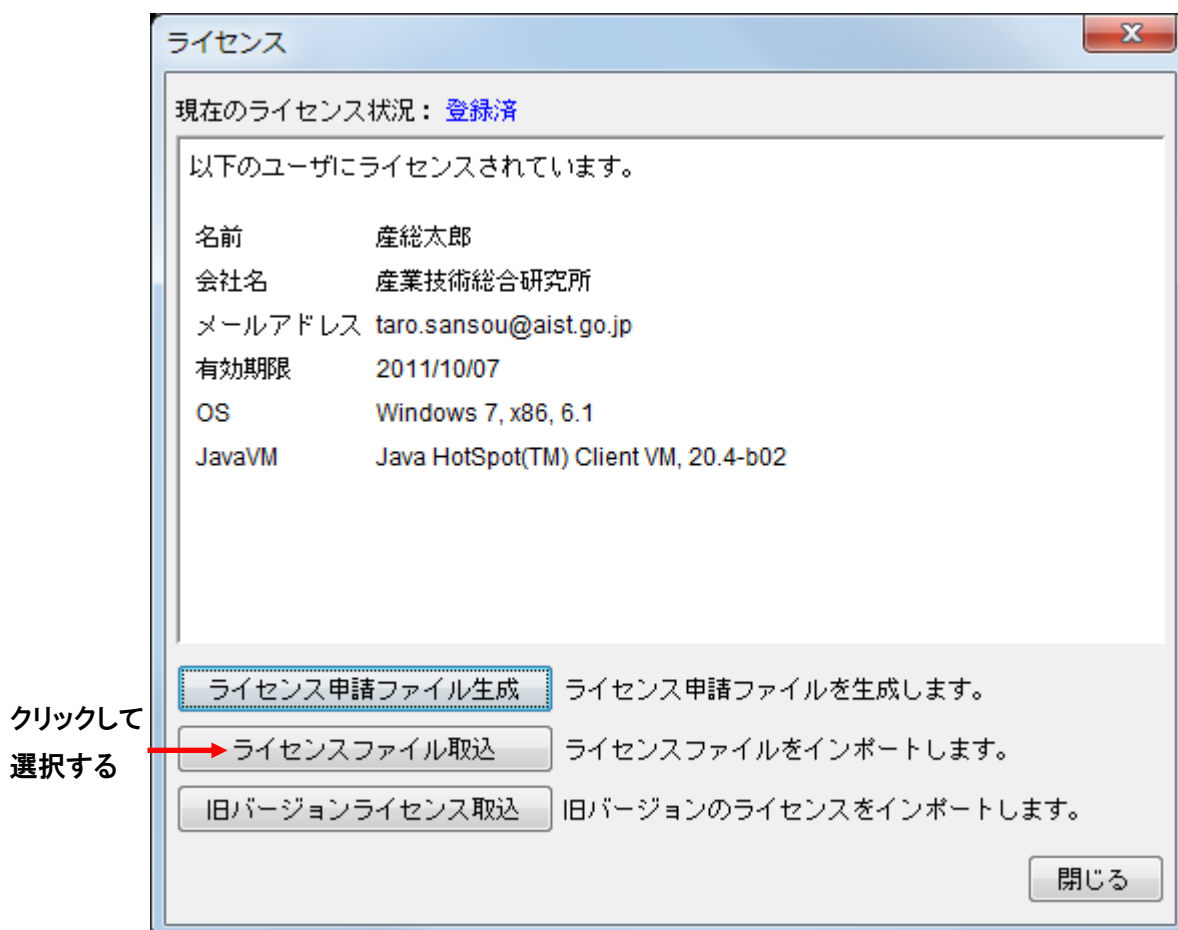 ライセンス
現在のライセンス状況： 登録済
以下のユーザにライセンスされています。
名前 産総太郎
会社名 産業技術総合研究所
メールアドレス taro.sansou@aist.go.jp
有効期限 2011/10/07
OS Windows 7, x86, 6.1
JavaVM Java HotSpot(TM) Client VM, 20.4-b02
ライセンス申請ファイル生成 ライセンス申請ファイルを生成します。
クリックして
選択する
ライセンスファイル取込 ライセンスファイルをインポートします。
旧バージョンライセンス取込 旧バージョンのライセンスをインポートします。
閉じる